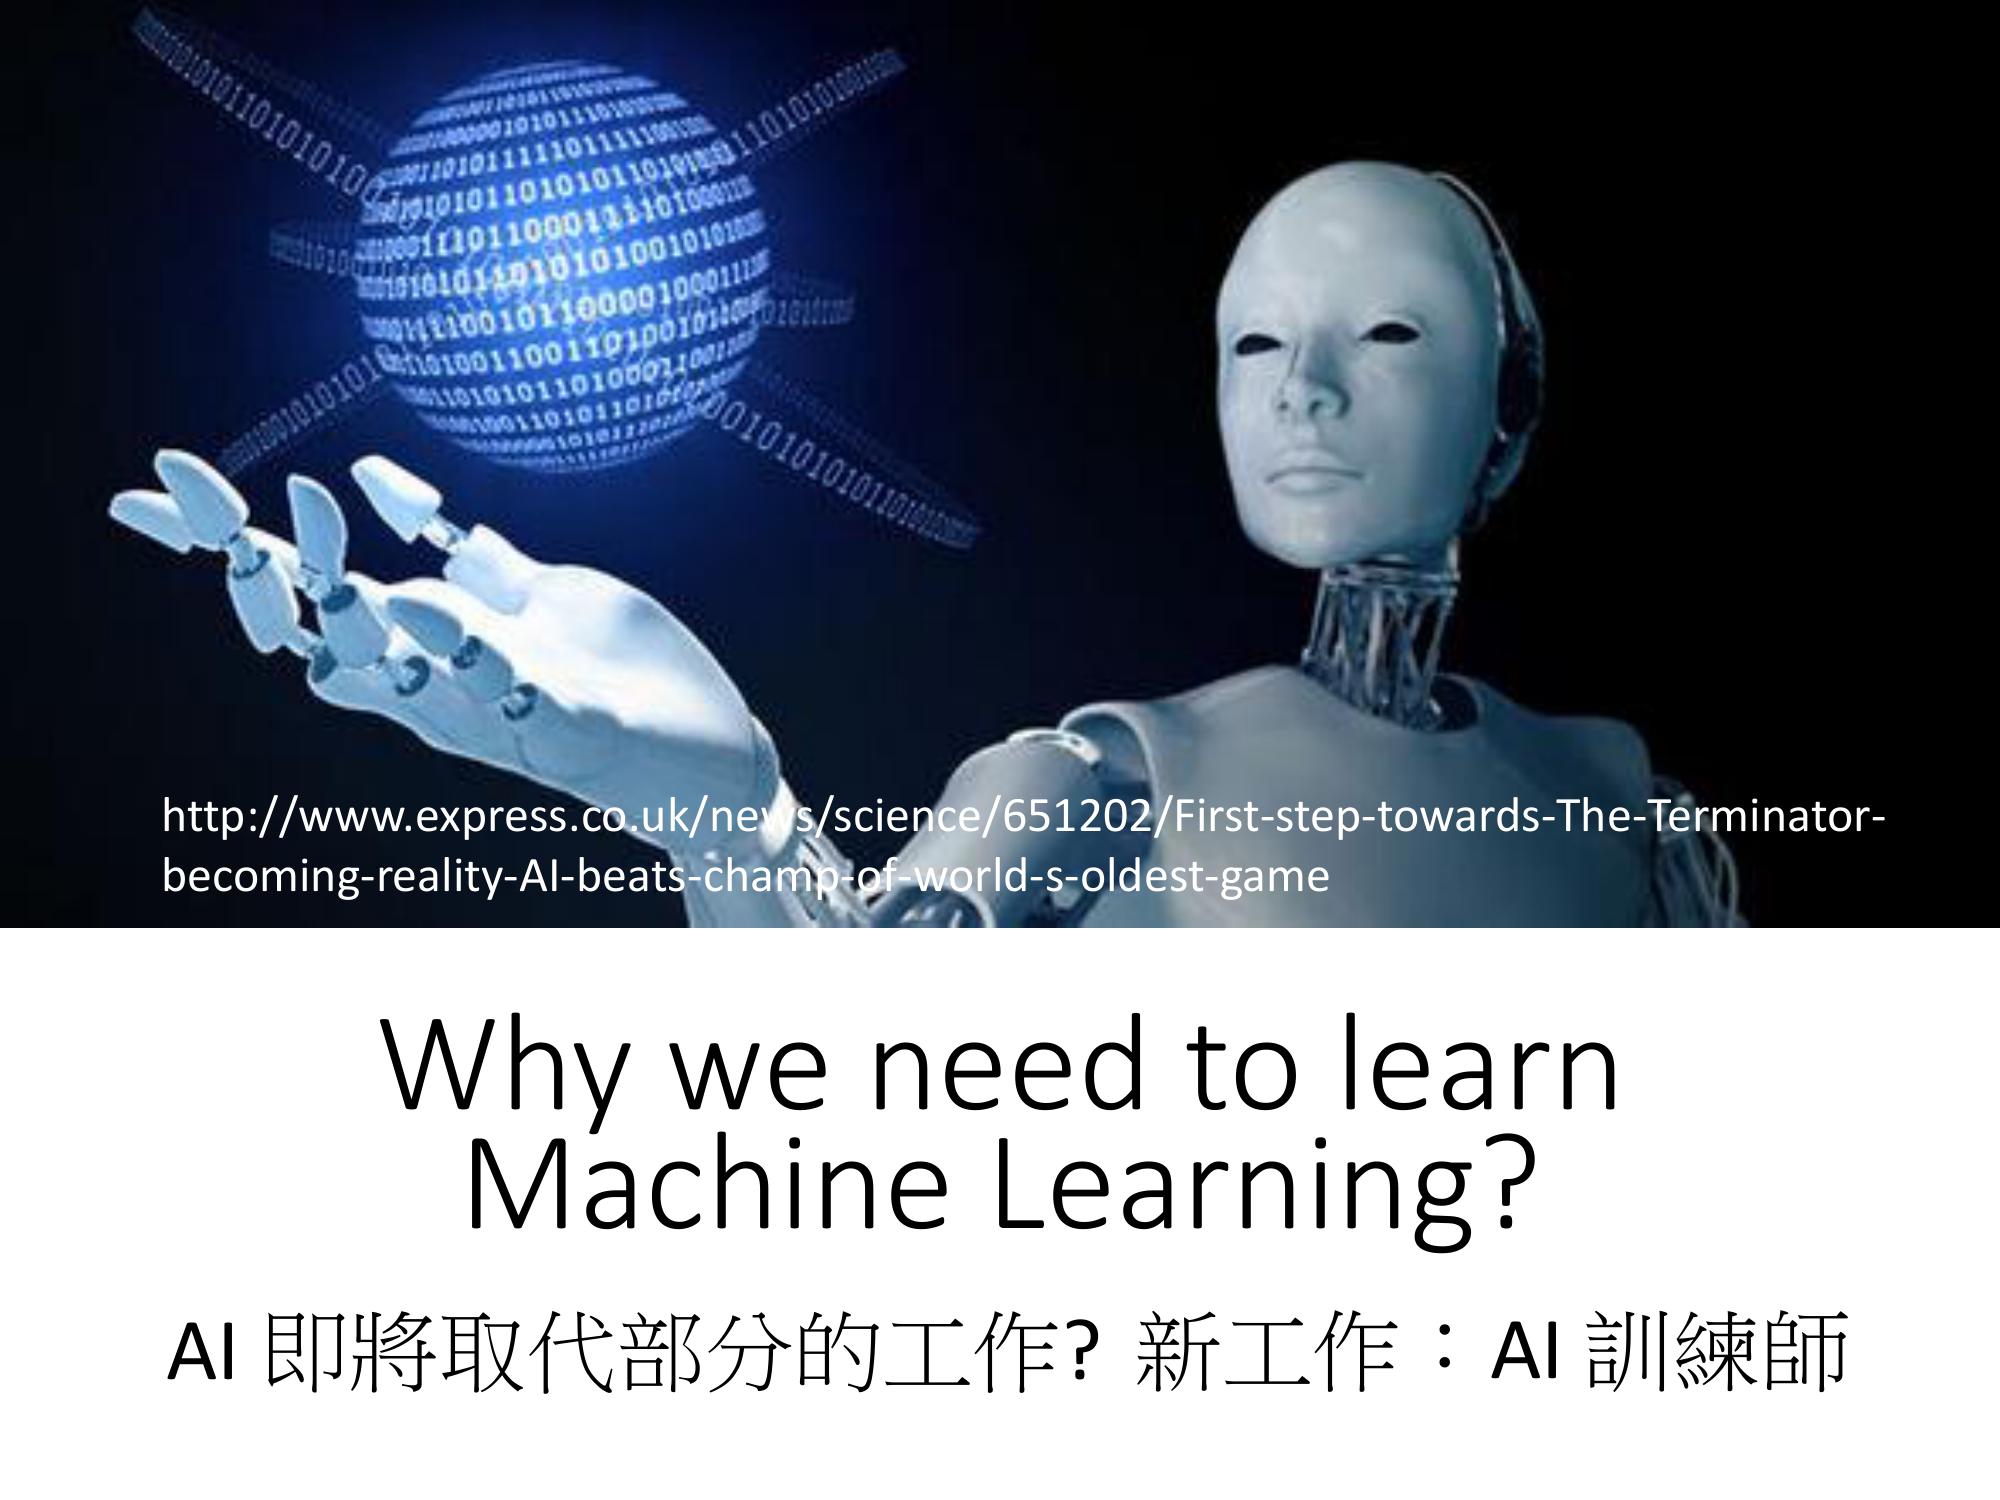 http://www.express.co.uk/news/science/651202/First-step-towards-The-Terminator-
becoming-reality-AI-beats-champ-of-world-s-oldest-game
Why we need to learn
Machine Learning?
AI 即將取代部分的工作? 新工作：AI 訓練師